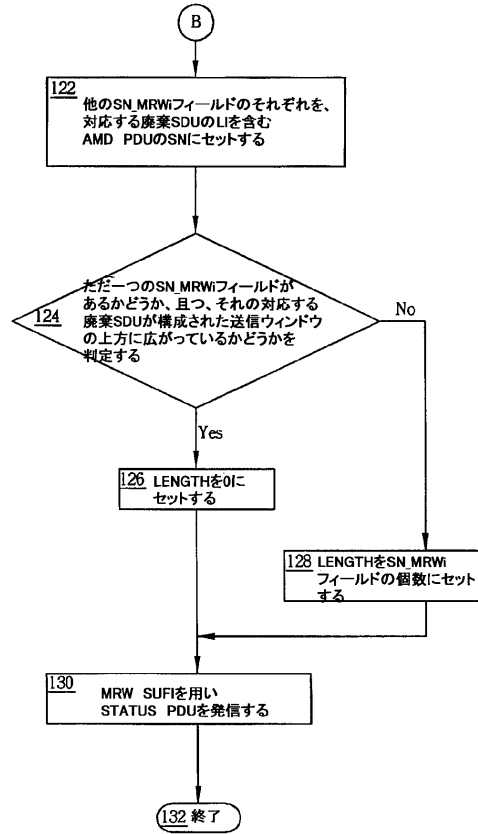 B
122
他のSN_MRWiフィールドのそれぞれを、
対応する廃棄SDUのLIを含む
AMD PDUのSNにセットする
ただ一つのSN_MRWiフィールドが
あるかどうか、且つ、それの対応する
124 廃棄SDUが構成された送信ウィンドウ
の上方に広がっているかどうかを
判定する
No
Yes
126 LENGTHを0に
セットする
128 LENGTHをSN_MRWi
フィールドの個数にセット
する
130
MRW SUFIを用い
STATUS PDUを発信する
132 終了